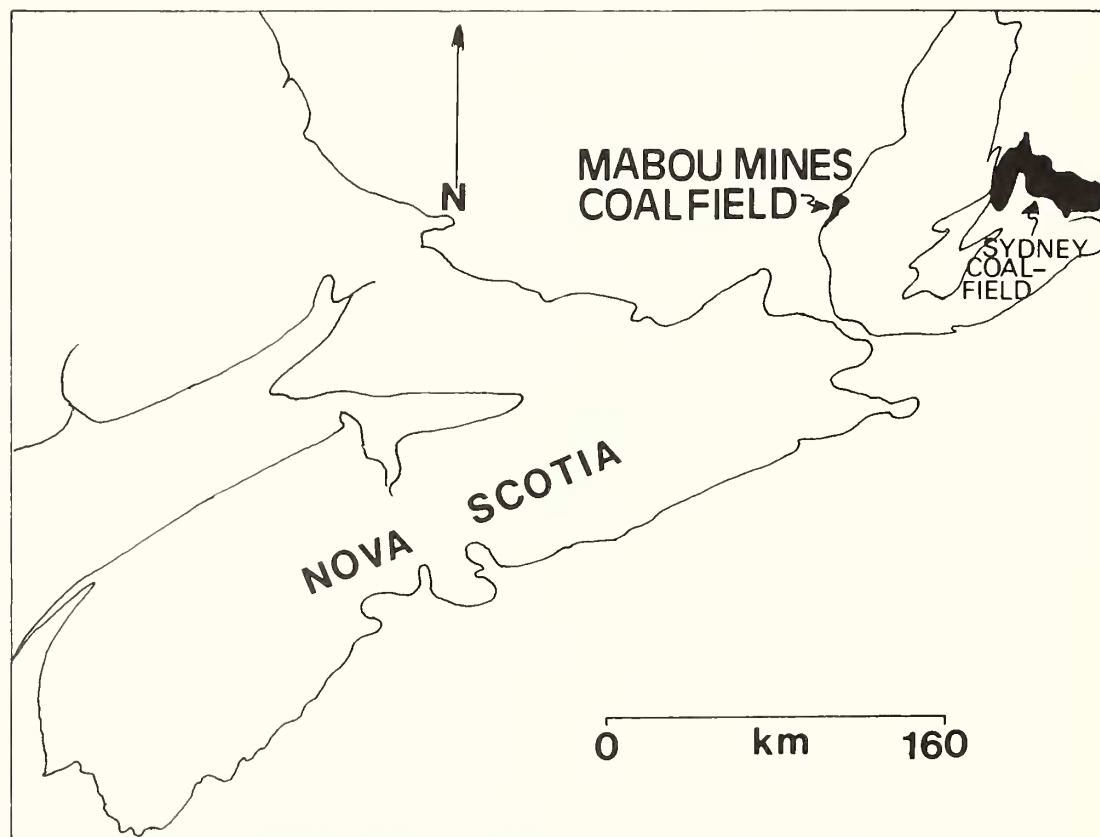 N
MABOU MINES
COALFIELD
SYDNEY
COAL-
FIELD
NOVA SCOTIA
0 km 160